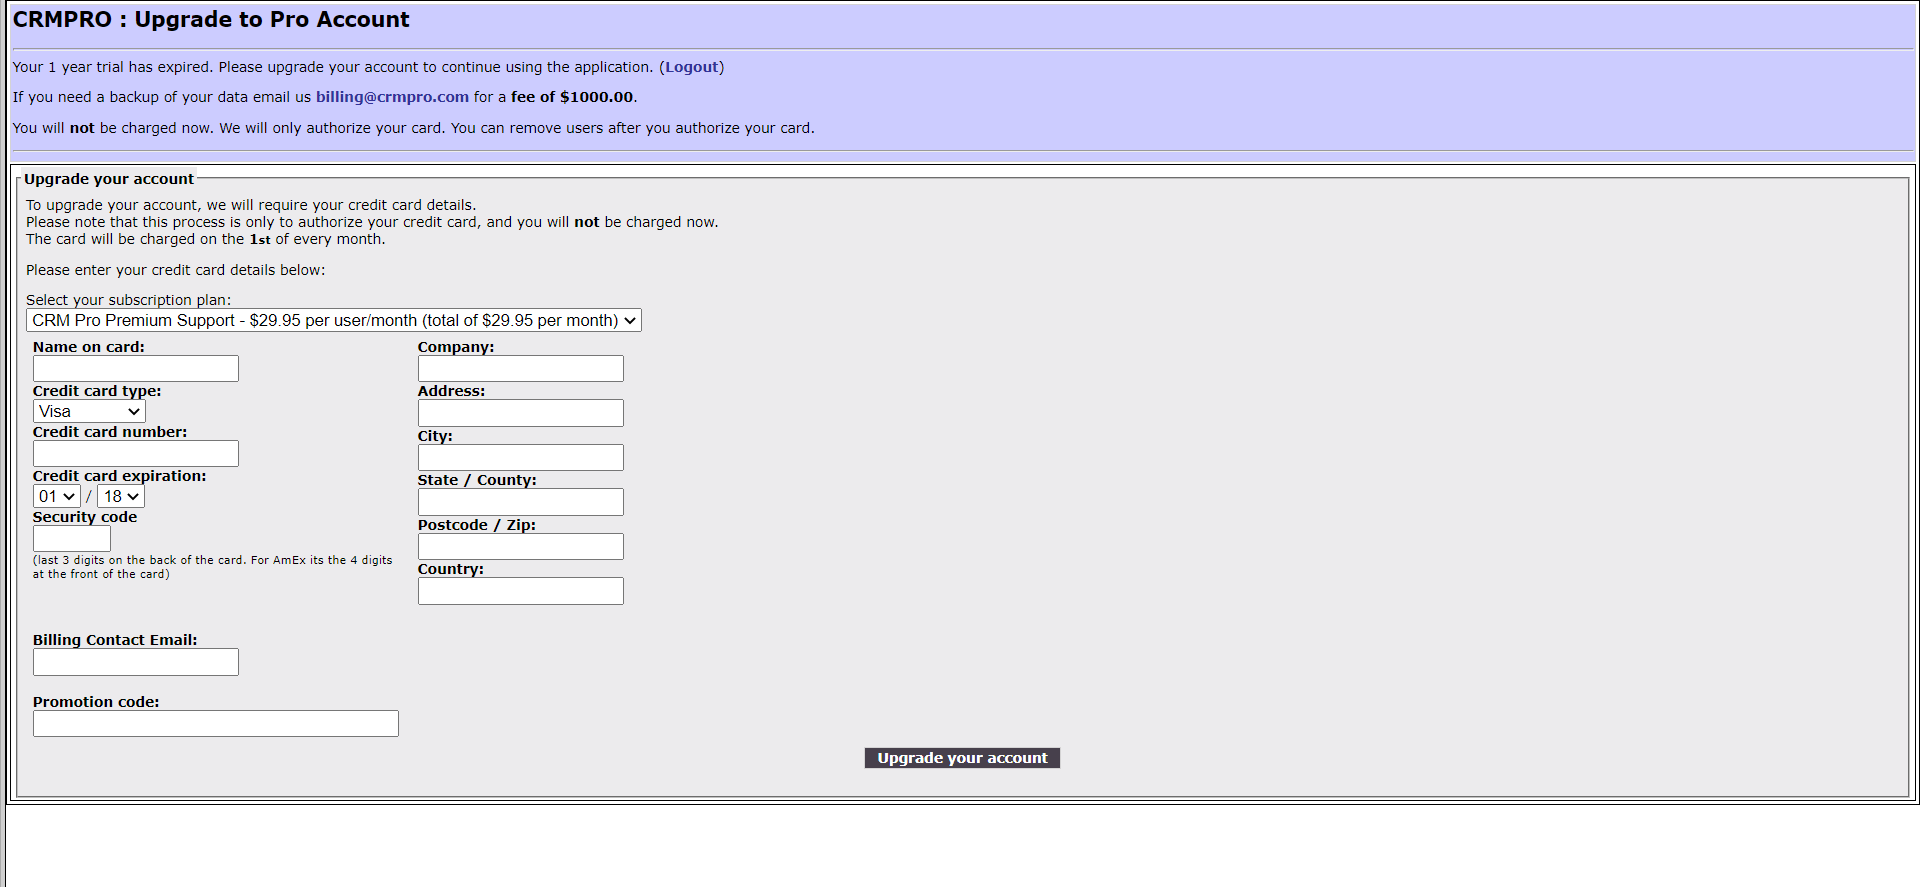 CRMPRO : Upgrade to Pro Account
Your 1 year trial has expired. Please upgrade your account to continue using the application. (Logout)
If you need a backup of your data email us billing@crmpro.com for a fee of $1000.00.
You will not be charged now. We will only authorize your card. You can remove users after you authorize your card.
Upgrade your account
To upgrade your account, we will require your credit card details.
Please note that this process is only to authorize your credit card, and you will not be charged now.
The card will be charged on the 1st of every month.
Please enter your credit card details below:
Select your subscription plan:
CRM Pro Premium Support - $29.95 per user/month (total of $29.95 per month)
Name on card:
Credit card type:
Visa
Credit card number:
Credit card expiration:
01 / 18
Security code
(last 3 digits on the back of the card. For AmEx its the 4 digits
at the front of the card)
Company:
Address:
City:
State / County:
Postcode / Zip:
Country:
Billing Contact Email:
Promotion code:
Upgrade your account